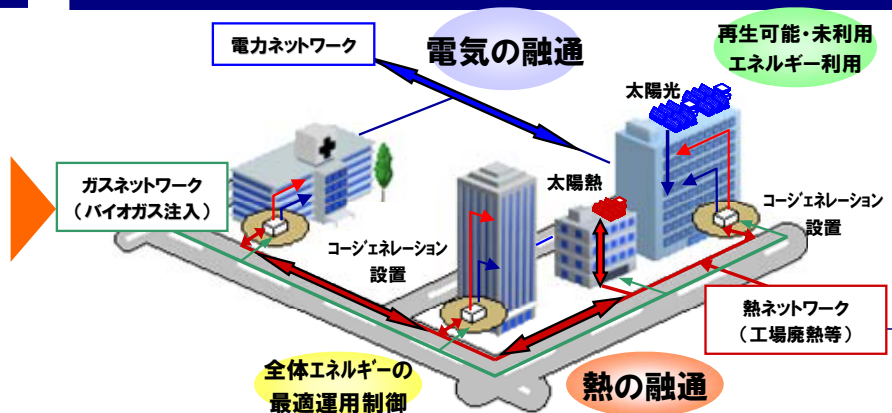 電力ネットワーク
電気の融通
再生可能・未利用
エネルギー利用
太陽光
ガスネットワーク
（バイオガス注入）
太陽熱
コージェネレーション
設置
コージェネレーション
設置
熱ネットワーク
（工場廃熱等）
全体エネルギーの
最適運用制御
熱の融通